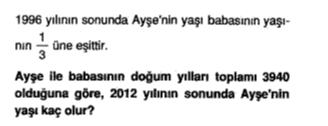 1996 yılının sonunda Ayşe'nin yaşı babasının yaşı-
nın 1/3 üne eşittir.
Ayşe ile babasının doğum yılları toplamı 3940
olduğuna göre, 2012 yılının sonunda Ayşe'nin
yaşı kaç olur?